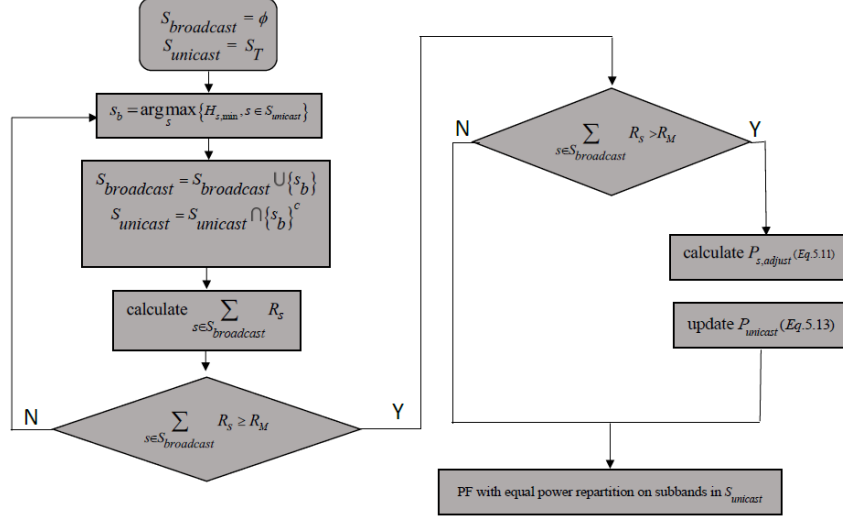 S_broadcast = ϕ
S_unicast = S_T
s_b = arg max_s {H_s,min, s ∈ S_unicast}
S_broadcast = S_broadcast ∪ {s_b}
S_unicast = S_unicast ∩ {s_b}^c
calculate ∑_{s∈S_broadcast} R_s
N
∑_{s∈S_broadcast} R_s ≥ R_M
Y
N
∑_{s∈S_broadcast} R_s > R_M
Y
calculate P_s,adjust (Eq.5.11)
update P_unicast (Eq.5.13)
PF with equal power repartition on subbands in S_unicast